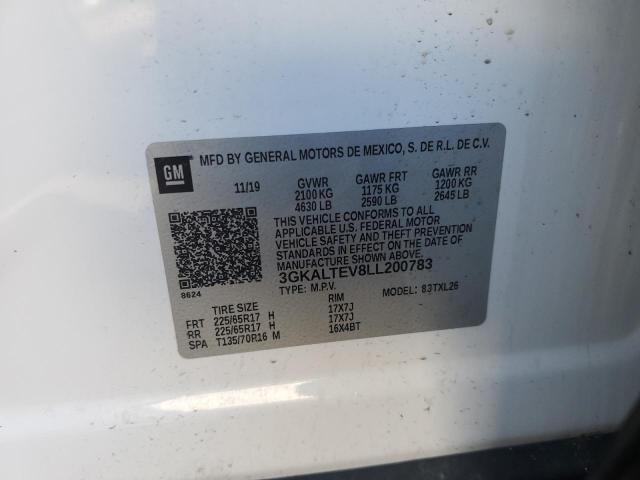 GM
MFD BY GENERAL MOTORS DE MEXICO, S. DE R.L. DE C.V.
11/19 GVWR GAWR FRT GAWR RR
2100 KG 1175 KG 1200 KG
4630 LB 2590 LB 2645 LB
THIS VEHICLE CONFORMS TO ALL
APPLICABLE U.S. FEDERAL MOTOR
VEHICLE SAFETY AND THEFT PREVENTION
STANDARDS IN EFFECT ON THE DATE OF
MANUFACTURE SHOWN ABOVE.
3GKALTEV8LL200783
8624
TYPE: M.P.V. MODEL: 83TXL26
TIRE SIZE RIM
FRT 225/65R17 H 17X7J
RR 225/65R17 H 17X7J
SPA T135/70R16 M 16X4BT